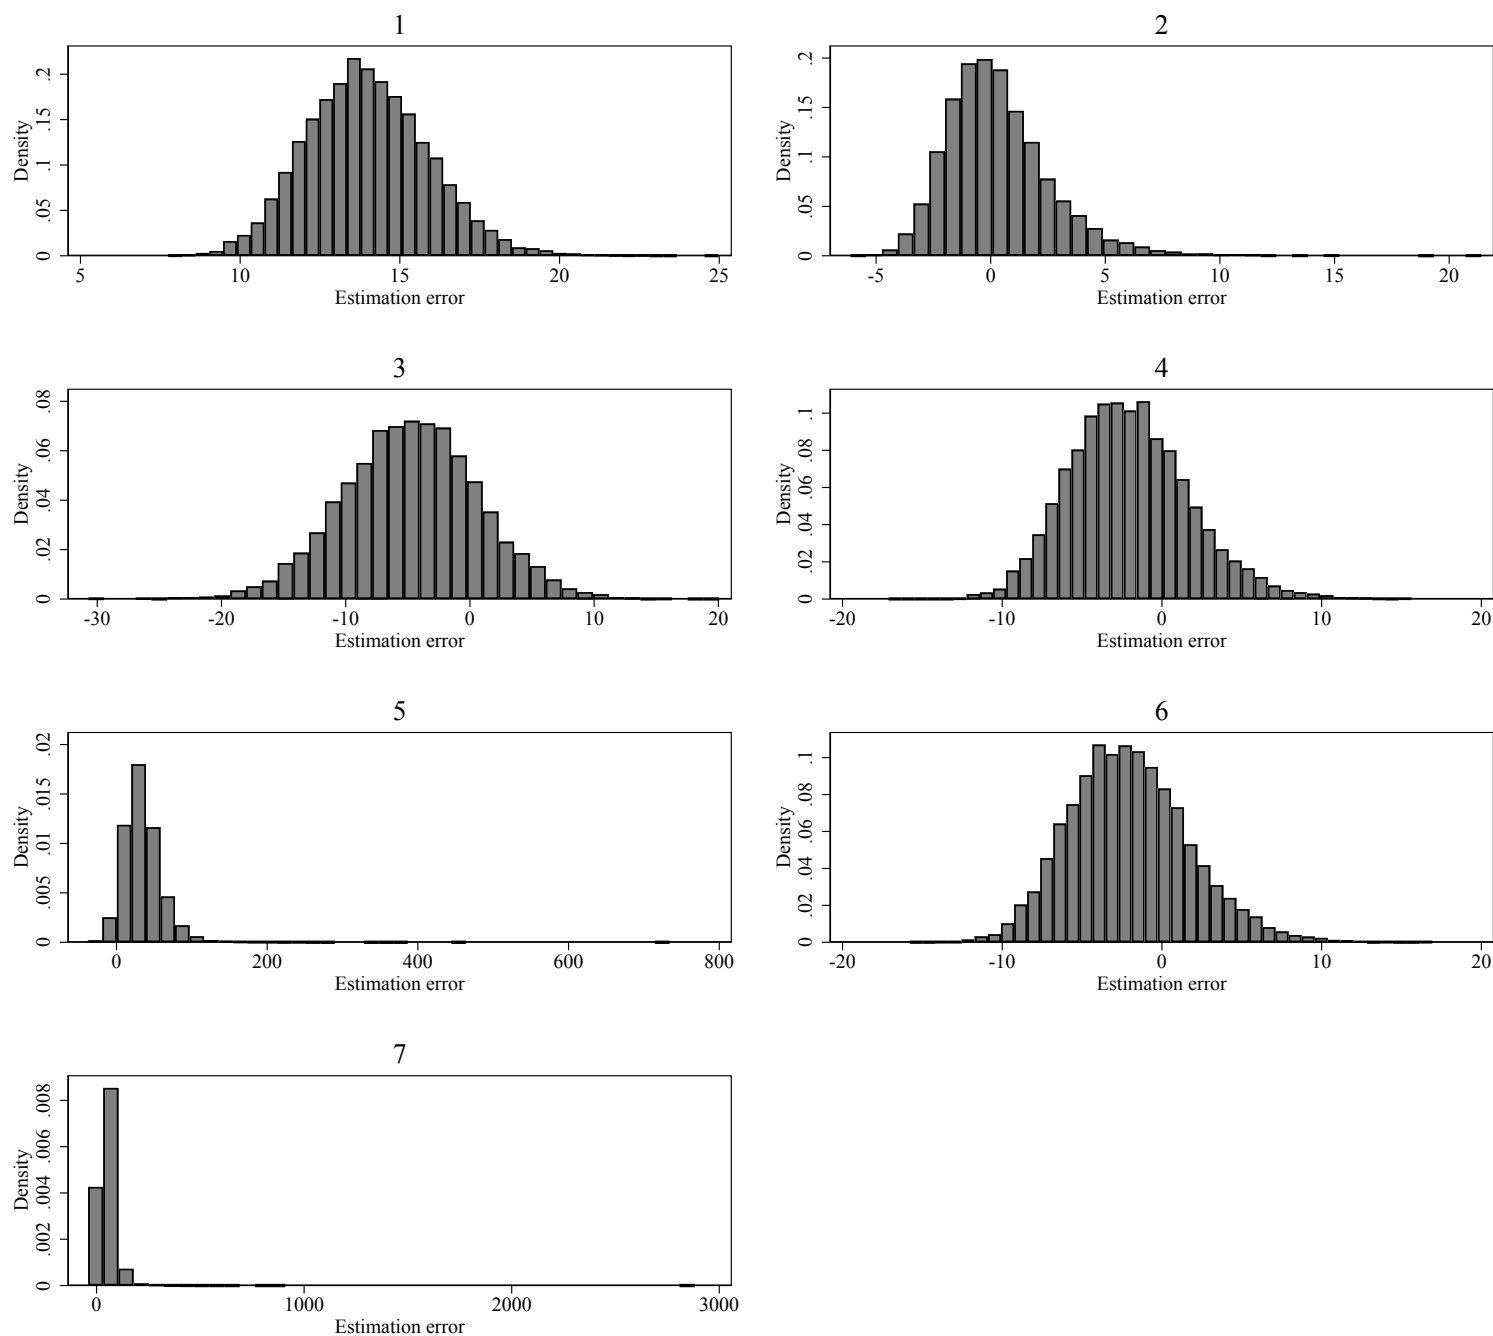 1
Density
0 .05 .1 .15 .2
5 10 15 20 25
Estimation error
2
Density
0 .05 .1 .15 .2
-5 0 5 10 15 20
Estimation error
3
Density
0 .02 .04 .06 .08
-30 -20 -10 0 10 20
Estimation error
4
Density
0 .02 .04 .06 .08 .1
-20 -10 0 10 20
Estimation error
5
Density
0 .005 .01 .015 .02
0 200 400 600 800
Estimation error
6
Density
0 .02 .04 .06 .08 .1
-20 -10 0 10 20
Estimation error
7
Density
0 .002 .004 .006 .008
0 1000 2000 3000
Estimation error